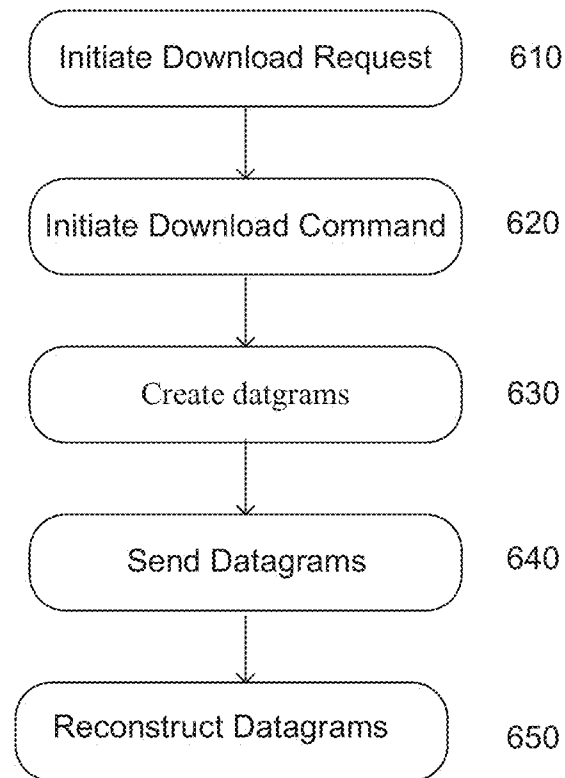 Initiate Download Request 610
Initiate Download Command 620
Create datgrams 630
Send Datagrams 640
Reconstruct Datagrams 650